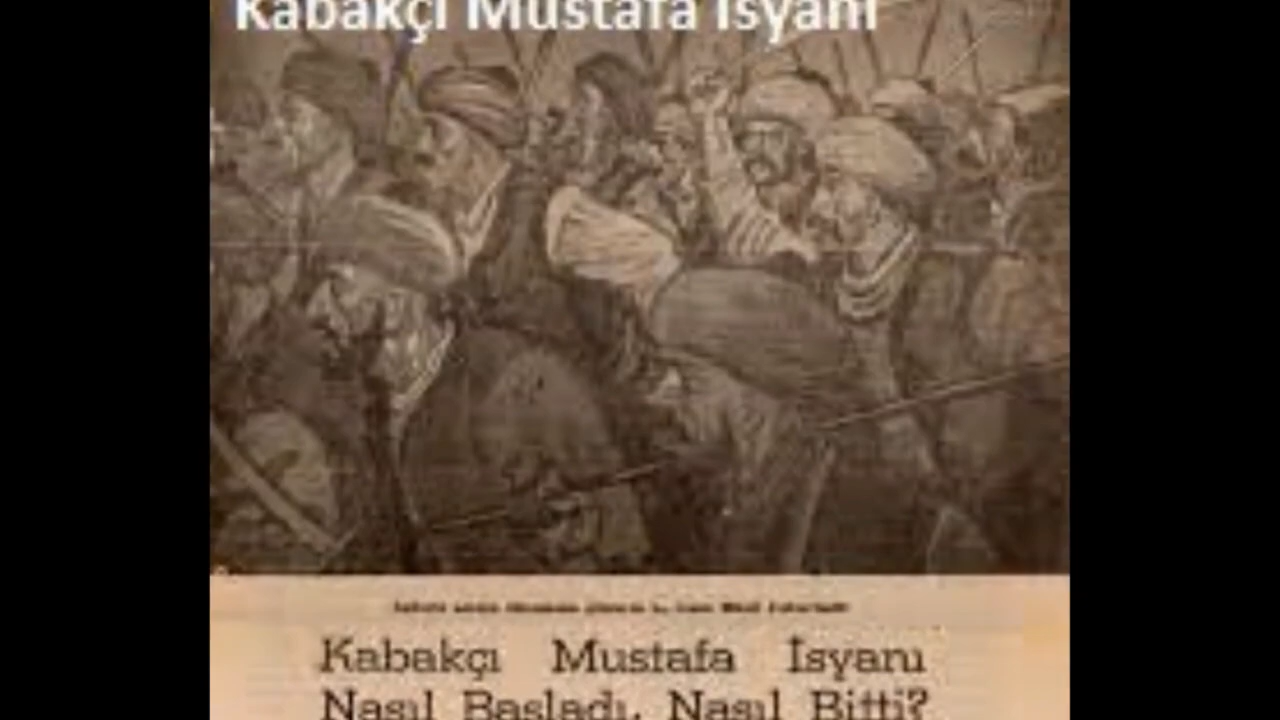 Kabakçı Mustafa İsyanı
Kabakçı Mustafa İsyanı
Nasıl Başladı, Nasıl Bitti?